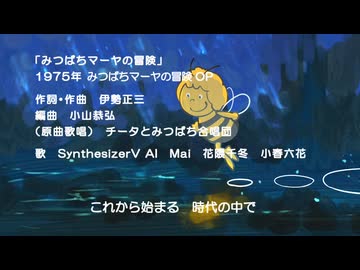 「みつばちマーヤの冒険」
1975年 みつばちマーヤの冒険 OP
作詞・作曲 伊勢正三
編曲 小山恭弘
（原曲歌唱） チータとみつばち合唱団
歌 SynthesizerV AI Mai 花隈千冬 小春六花
これから始まる 時代の中で